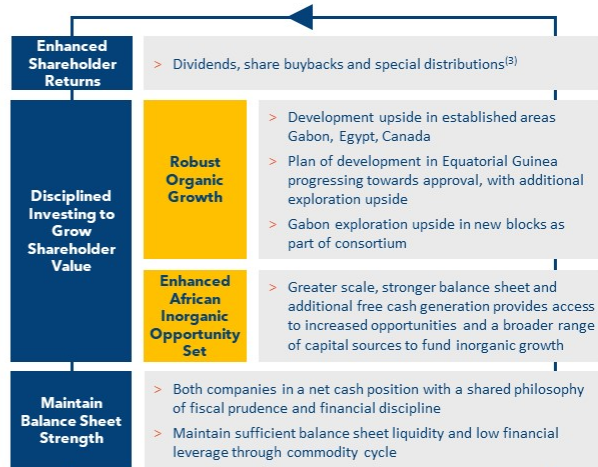 Enhanced
Shareholder
Returns
> Dividends, share buybacks and special distributions(3)
Disciplined
Investing to
Grow
Shareholder
Value
Robust
Organic
Growth
> Development upside in established areas
Gabon, Egypt, Canada
> Plan of development in Equatorial Guinea
progressing towards approval, with additional
exploration upside
> Gabon exploration upside in new blocks as
part of consortium
Enhanced
African
Inorganic
Opportunity
Set
> Greater scale, stronger balance sheet and
additional free cash generation provides access
to increased opportunities and a broader range
of capital sources to fund inorganic growth
Maintain
Balance Sheet
Strength
> Both companies in a net cash position with a shared philosophy
of fiscal prudence and financial discipline
> Maintain sufficient balance sheet liquidity and low financial
leverage through commodity cycle